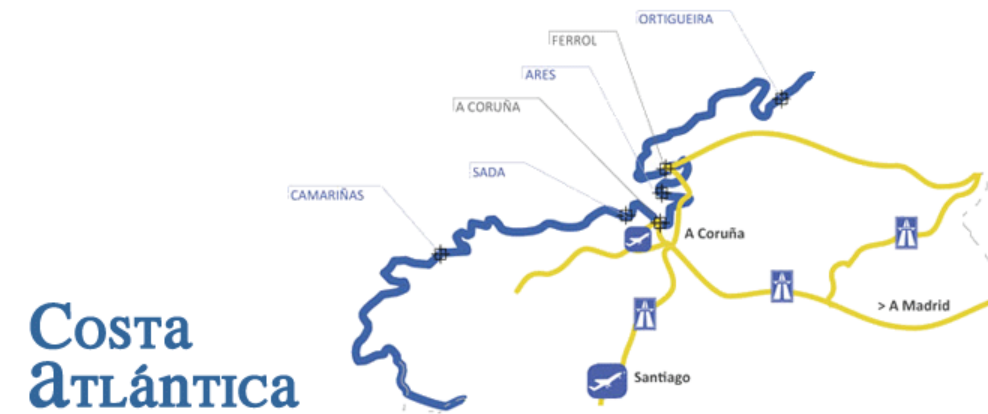 ORTIGUEIRA
FERROL
ARES
A CORUÑA
SADA
CAMARIÑAS
A Coruña
> A Madrid
Santiago
Costa
atlántica